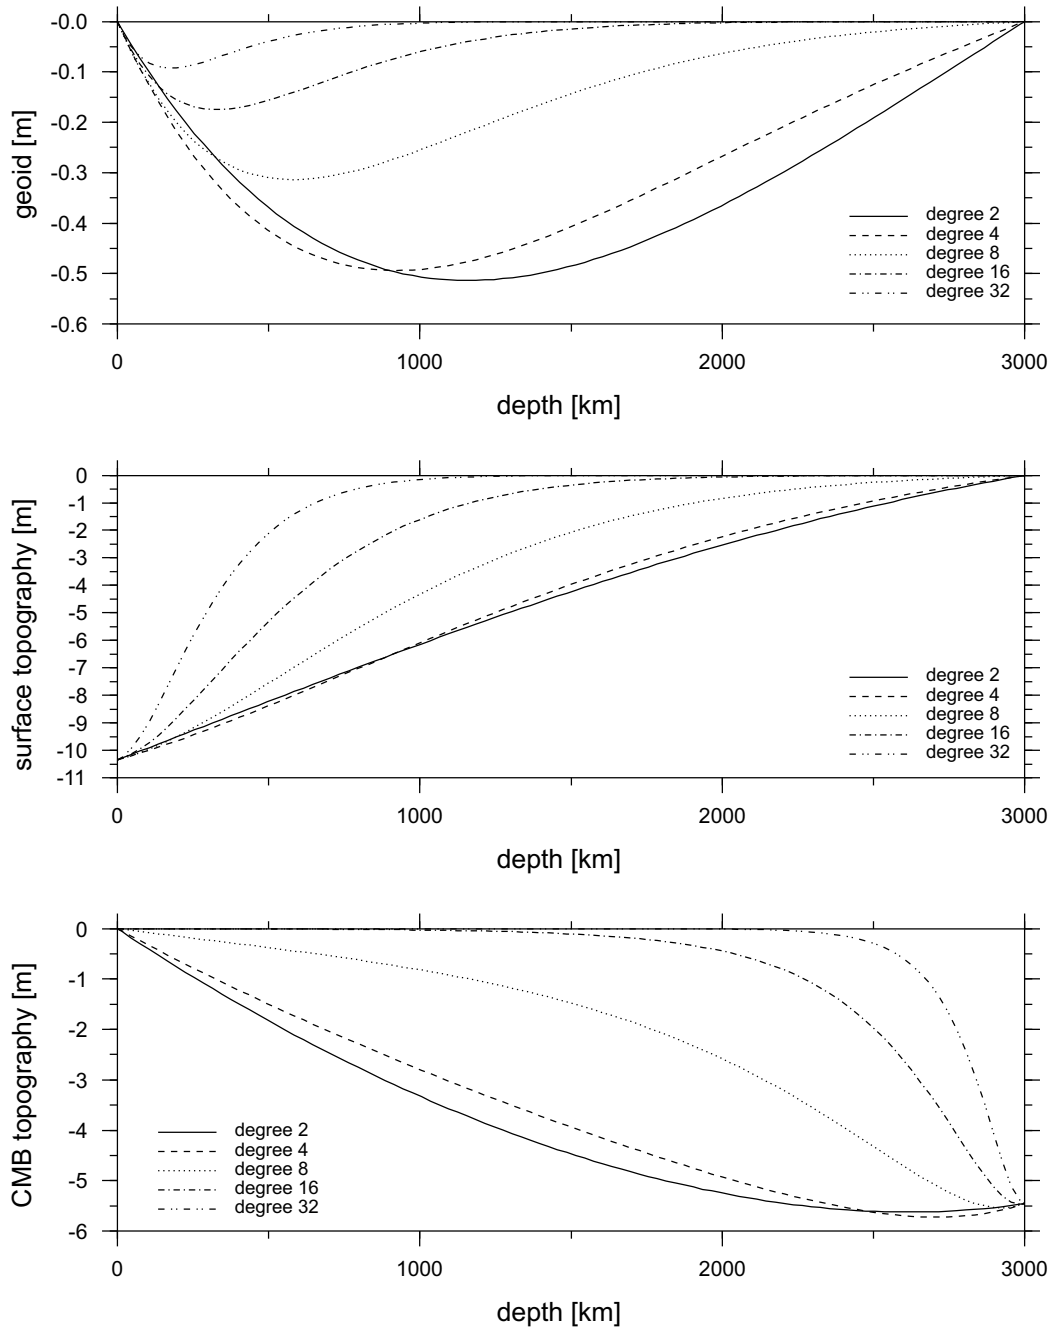 -0.0
-0.1
-0.2
-0.3
-0.4
-0.5
-0.6
geoid [m]
degree 2
degree 4
degree 8
degree 16
degree 32
0 1000 2000 3000
depth [km]
0
-1
-2
-3
-4
-5
-6
-7
-8
-9
-10
-11
surface topography [m]
degree 2
degree 4
degree 8
degree 16
degree 32
0 1000 2000 3000
depth [km]
0
-1
-2
-3
-4
-5
-6
CMB topography [m]
degree 2
degree 4
degree 8
degree 16
degree 32
0 1000 2000 3000
depth [km]